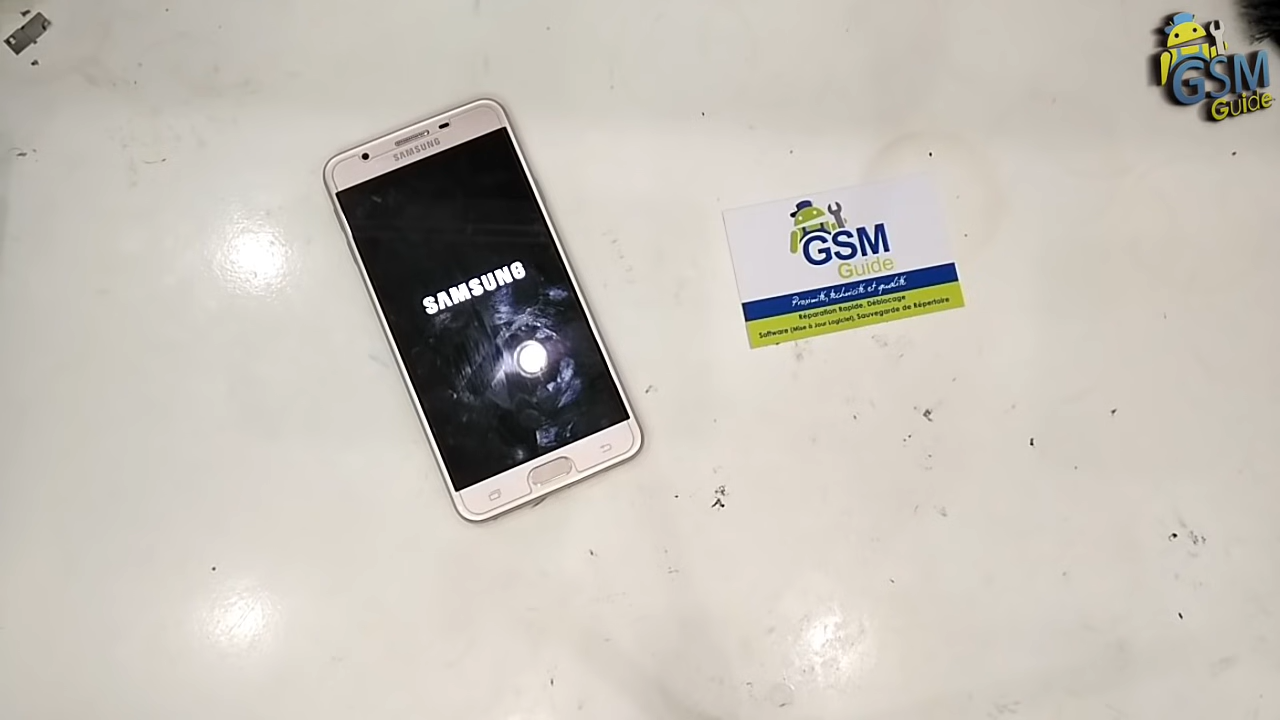 SAMSUNG
SAMSUNG
GSM
Guide
Proximité, technicité et qualité
Réparation Rapide, Déblocage
Software (Mise à Jour Logiciel), Sauvegarde de Répertoire
GSM
Guide